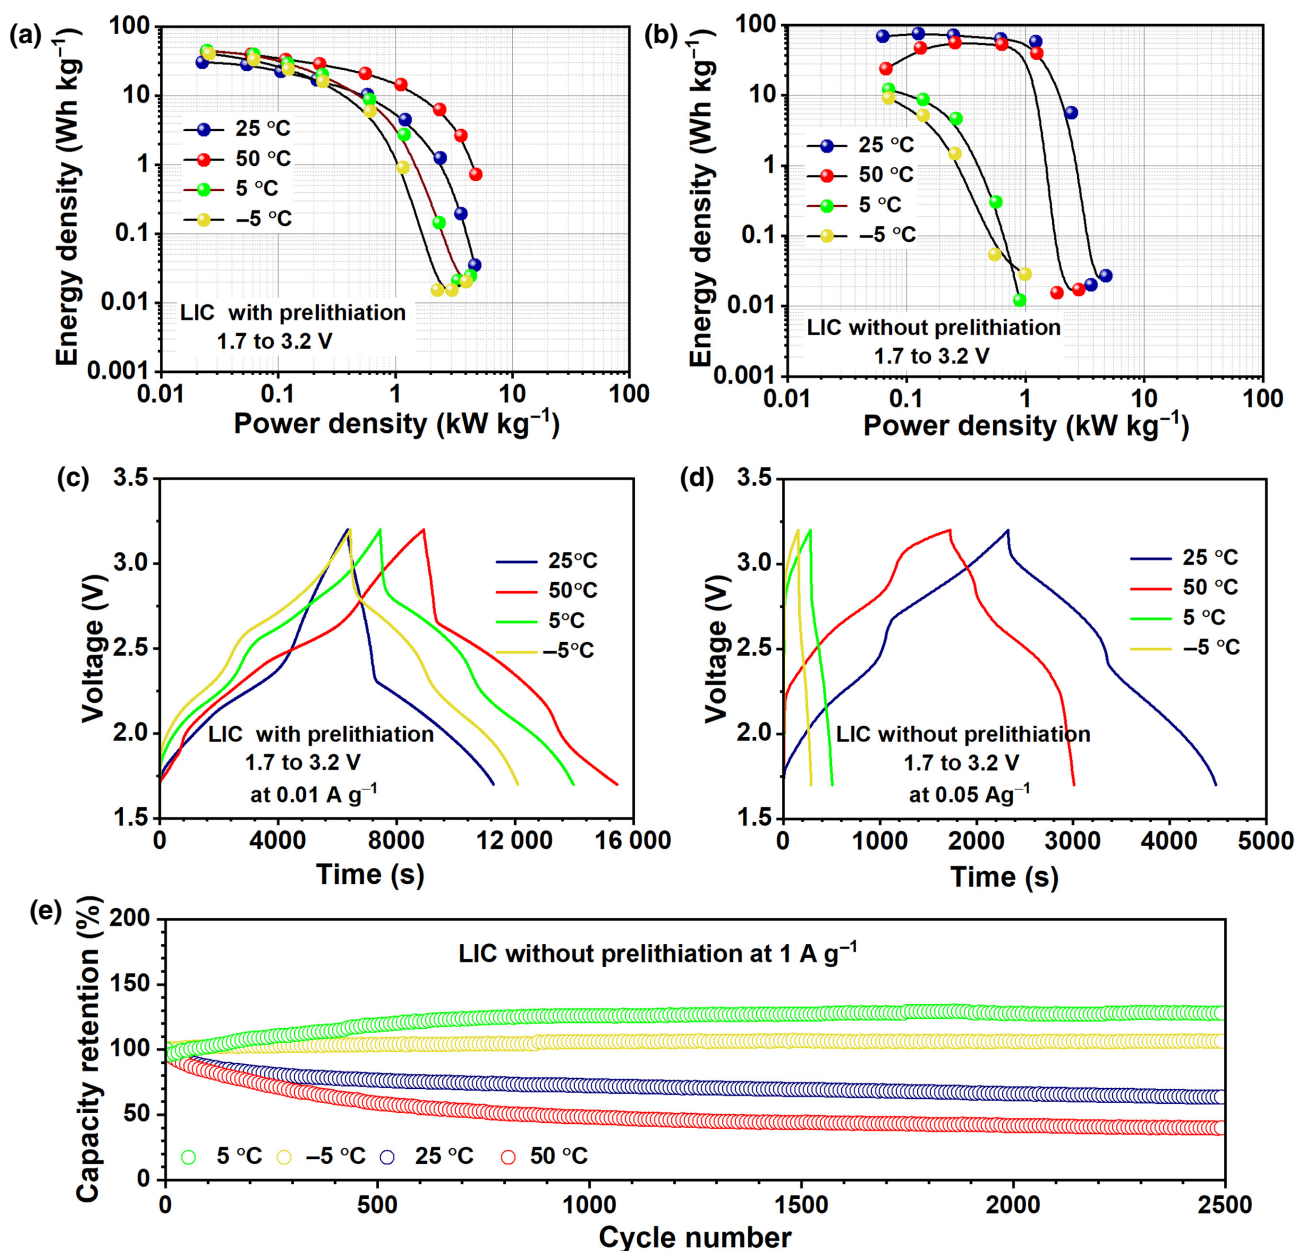 (a)
Energy density (Wh kg⁻¹)
100
10
1
0.1
0.01
0.001
25 °C
50 °C
5 °C
–5 °C
LIC with prelithiation
1.7 to 3.2 V
0.01
0.1
1
10
100
Power density (kW kg⁻¹)
(b)
Energy density (Wh kg⁻¹)
100
10
1
0.1
0.01
0.001
25 °C
50 °C
5 °C
–5 °C
LIC without prelithiation
1.7 to 3.2 V
0.01
0.1
1
10
100
Power density (kW kg⁻¹)
(c)
Voltage (V)
3.5
3.0
2.5
2.0
1.5
25°C
50°C
5°C
–5°C
LIC with prelithiation
1.7 to 3.2 V
at 0.01 A g⁻¹
0
4000
8000
12 000
16 000
Time (s)
(d)
Voltage (V)
3.5
3.0
2.5
2.0
1.5
25 °C
50 °C
5 °C
–5 °C
LIC without prelithiation
1.7 to 3.2 V
at 0.05 Ag⁻¹
0
1000
2000
3000
4000
5000
Time (s)
(e)
Capacity retention (%)
200
150
100
50
0
LIC without prelithiation at 1 A g⁻¹
5 °C
–5 °C
25 °C
50 °C
0
500
1000
1500
2000
2500
Cycle number